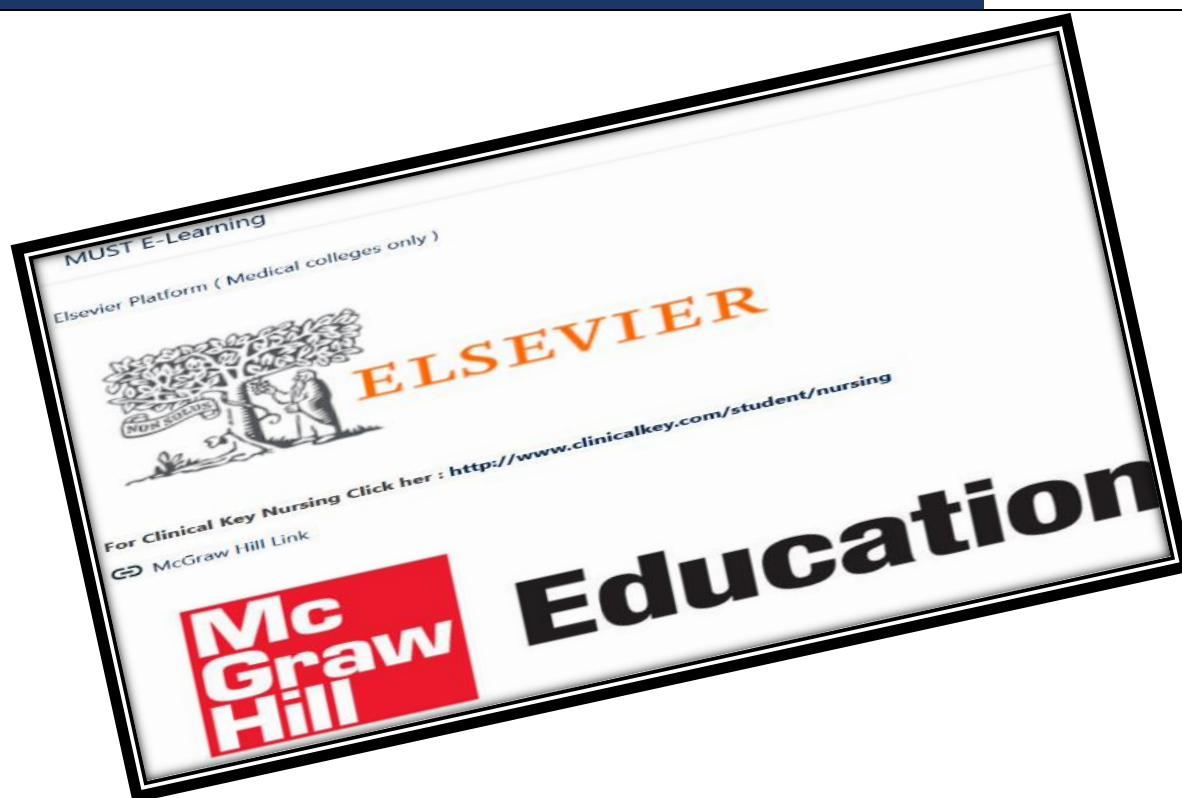 MUST E-Learning
Elsevier Platform ( Medical colleges only )
NON SOLUS
ELSEVIER
For Clinical Key Nursing Click her : http://www.clinicalkey.com/student/nursing
McGraw Hill Link
Mc
Graw
Hill
Education